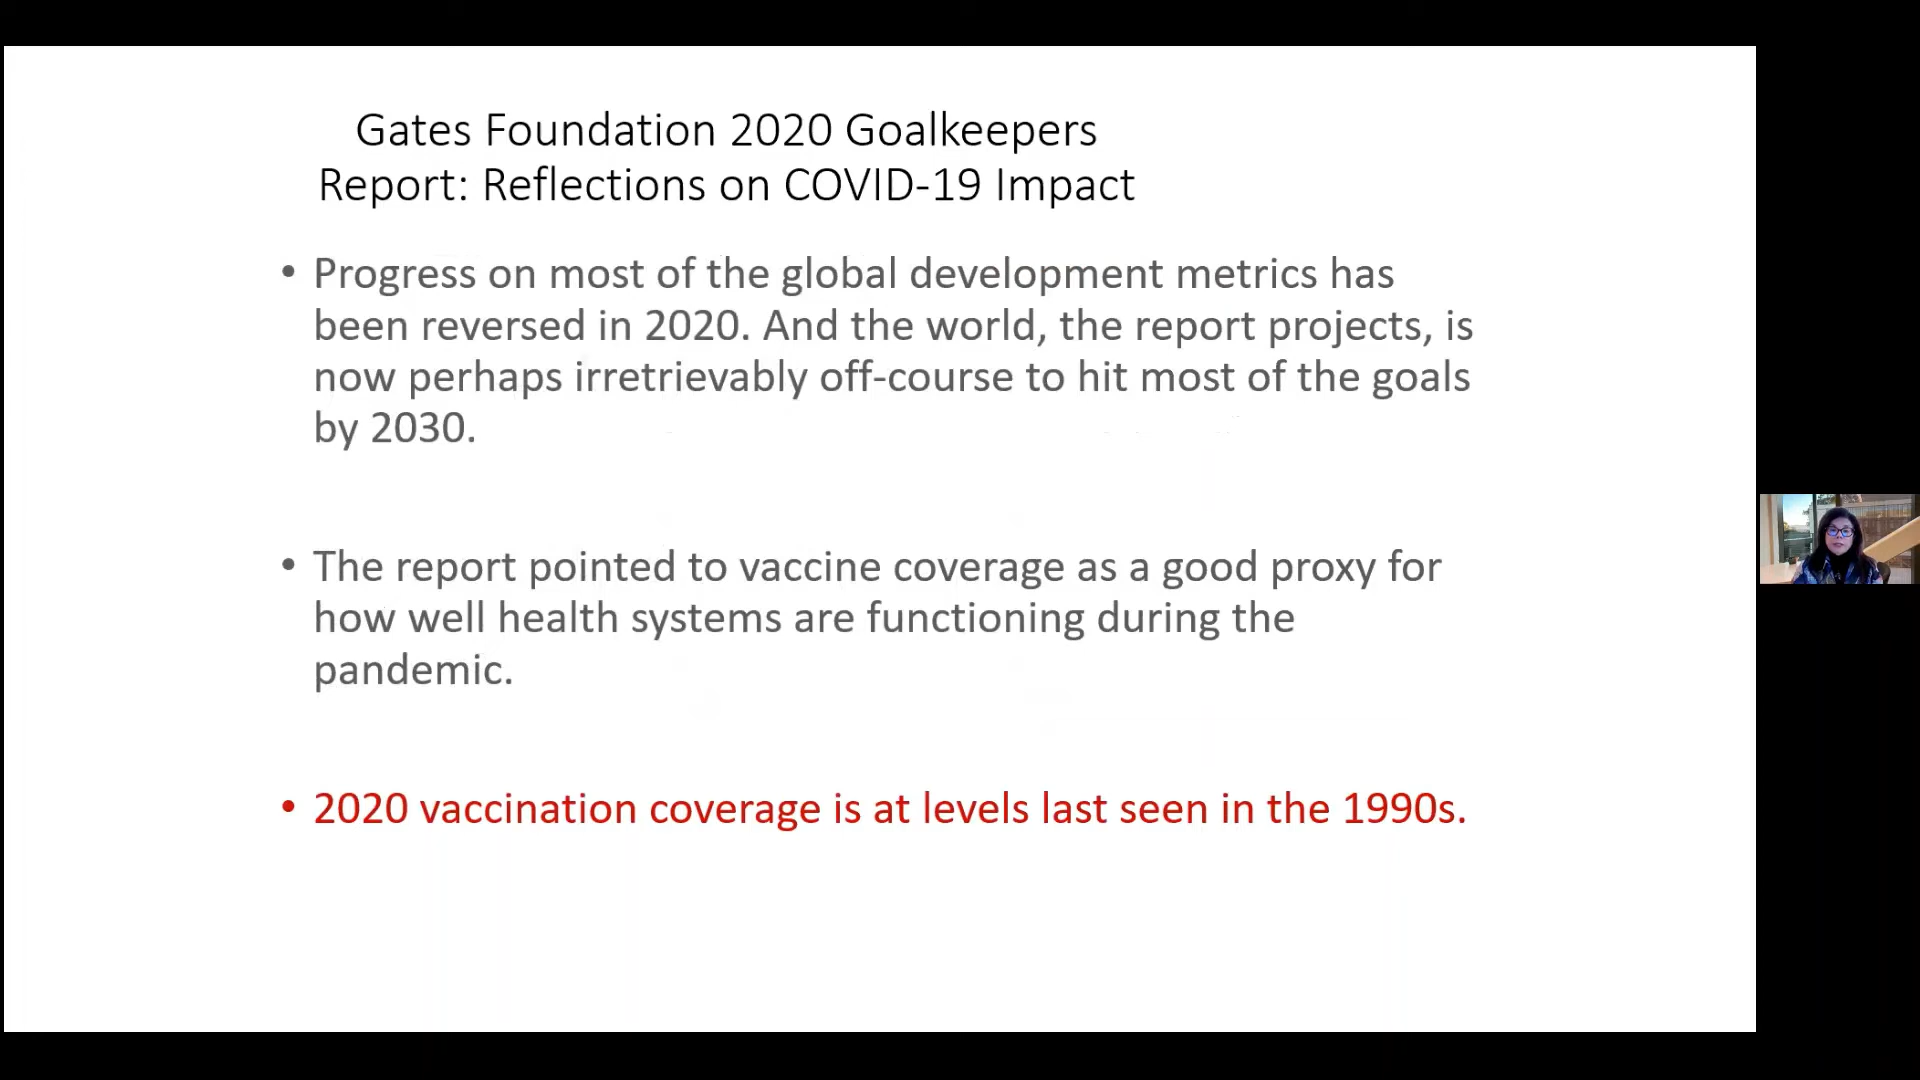 Gates Foundation 2020 Goalkeepers
Report: Reflections on COVID-19 Impact
• Progress on most of the global development metrics has
been reversed in 2020. And the world, the report projects, is
now perhaps irretrievably off-course to hit most of the goals
by 2030.
• The report pointed to vaccine coverage as a good proxy for
how well health systems are functioning during the
pandemic.
• 2020 vaccination coverage is at levels last seen in the 1990s.